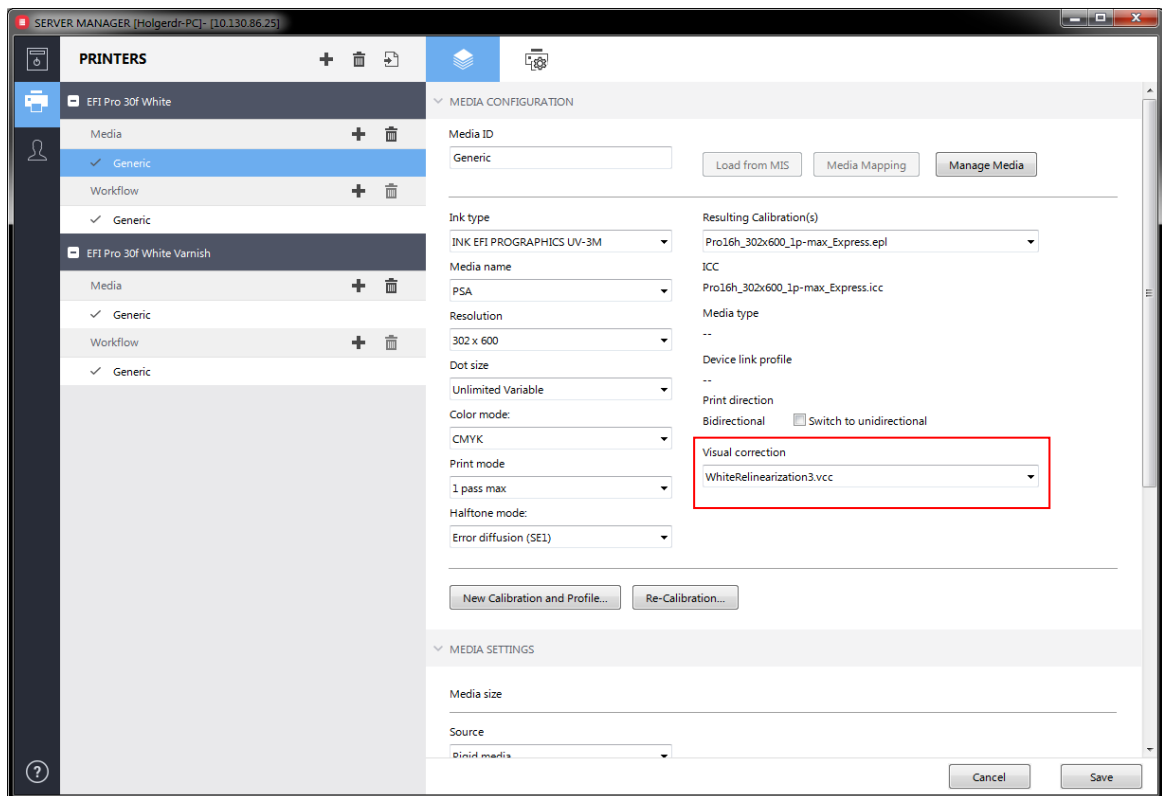 SERVER MANAGER [Holgerdr-PC]- [10.130.86.25]
PRINTERS
EFI Pro 30f White
Media
Generic
Workflow
Generic
EFI Pro 30f White Varnish
Media
Generic
Workflow
Generic
MEDIA CONFIGURATION
Media ID
Generic
Load from MIS
Media Mapping
Manage Media
Ink type
INK EFI PROGRAPHICS UV-3M
Media name
PSA
Resolution
302 x 600
Dot size
Unlimited Variable
Color mode:
CMYK
Print mode
1 pass max
Halftone mode:
Error diffusion (SE1)
Resulting Calibration(s)
Pro16h_302x600_1p-max_Express.epl
ICC
Pro16h_302x600_1p-max_Express.icc
Media type
--
Device link profile
--
Print direction
Bidirectional Switch to unidirectional
Visual correction
WhiteRelinearization3.vcc
New Calibration and Profile...
Re-Calibration...
MEDIA SETTINGS
Media size
Source
Rigid media
Cancel
Save